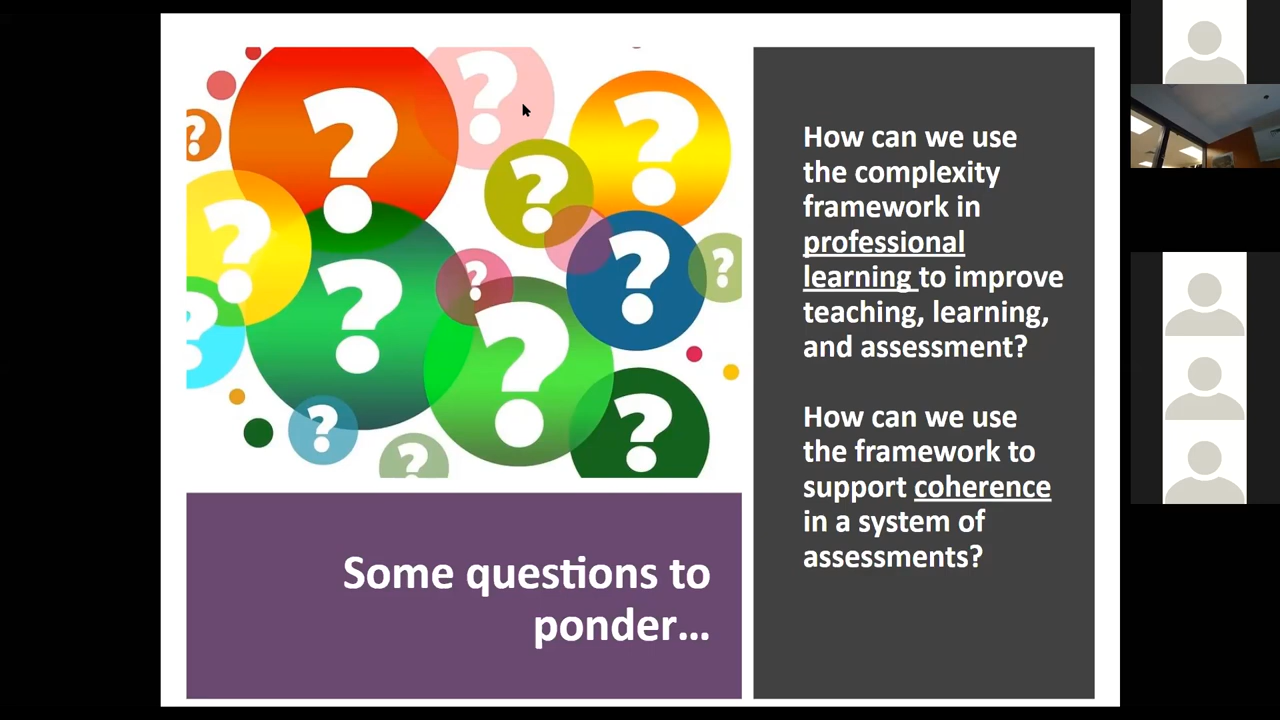 Some questions to
ponder...
How can we use
the complexity
framework in
professional
learning to improve
teaching, learning,
and assessment?
How can we use
the framework to
support coherence
in a system of
assessments?